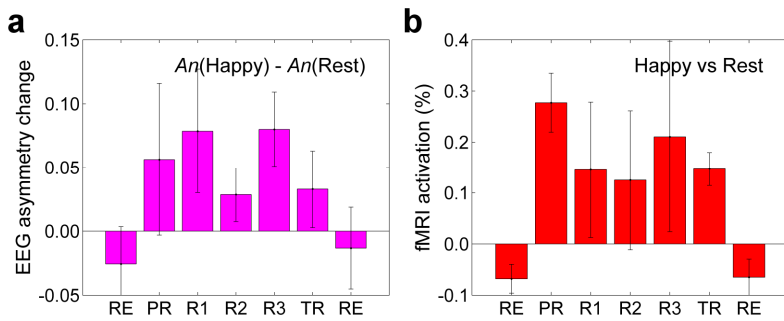 a
EEG asymmetry change
An(Happy) - An(Rest)
0.15
0.10
0.05
0.00
-0.05
RE PR R1 R2 R3 TR RE
b
fMRI activation (%)
Happy vs Rest
0.4
0.3
0.2
0.1
0.0
-0.1
RE PR R1 R2 R3 TR RE